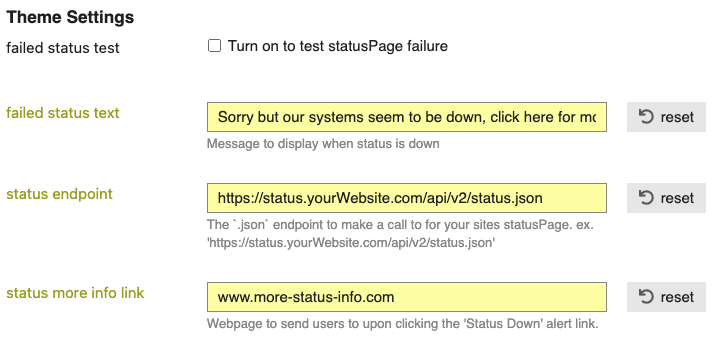 Theme Settings
failed status test
Turn on to test statusPage failure
failed status text
Sorry but our systems seem to be down, click here for mo
reset
Message to display when status is down
status endpoint
https://status.yourWebsite.com/api/v2/status.json
reset
The `.json` endpoint to make a call to for your sites statusPage. ex.
'https://status.yourWebsite.com/api/v2/status.json'
status more info link
www.more-status-info.com
reset
Webpage to send users to upon clicking the 'Status Down' alert link.